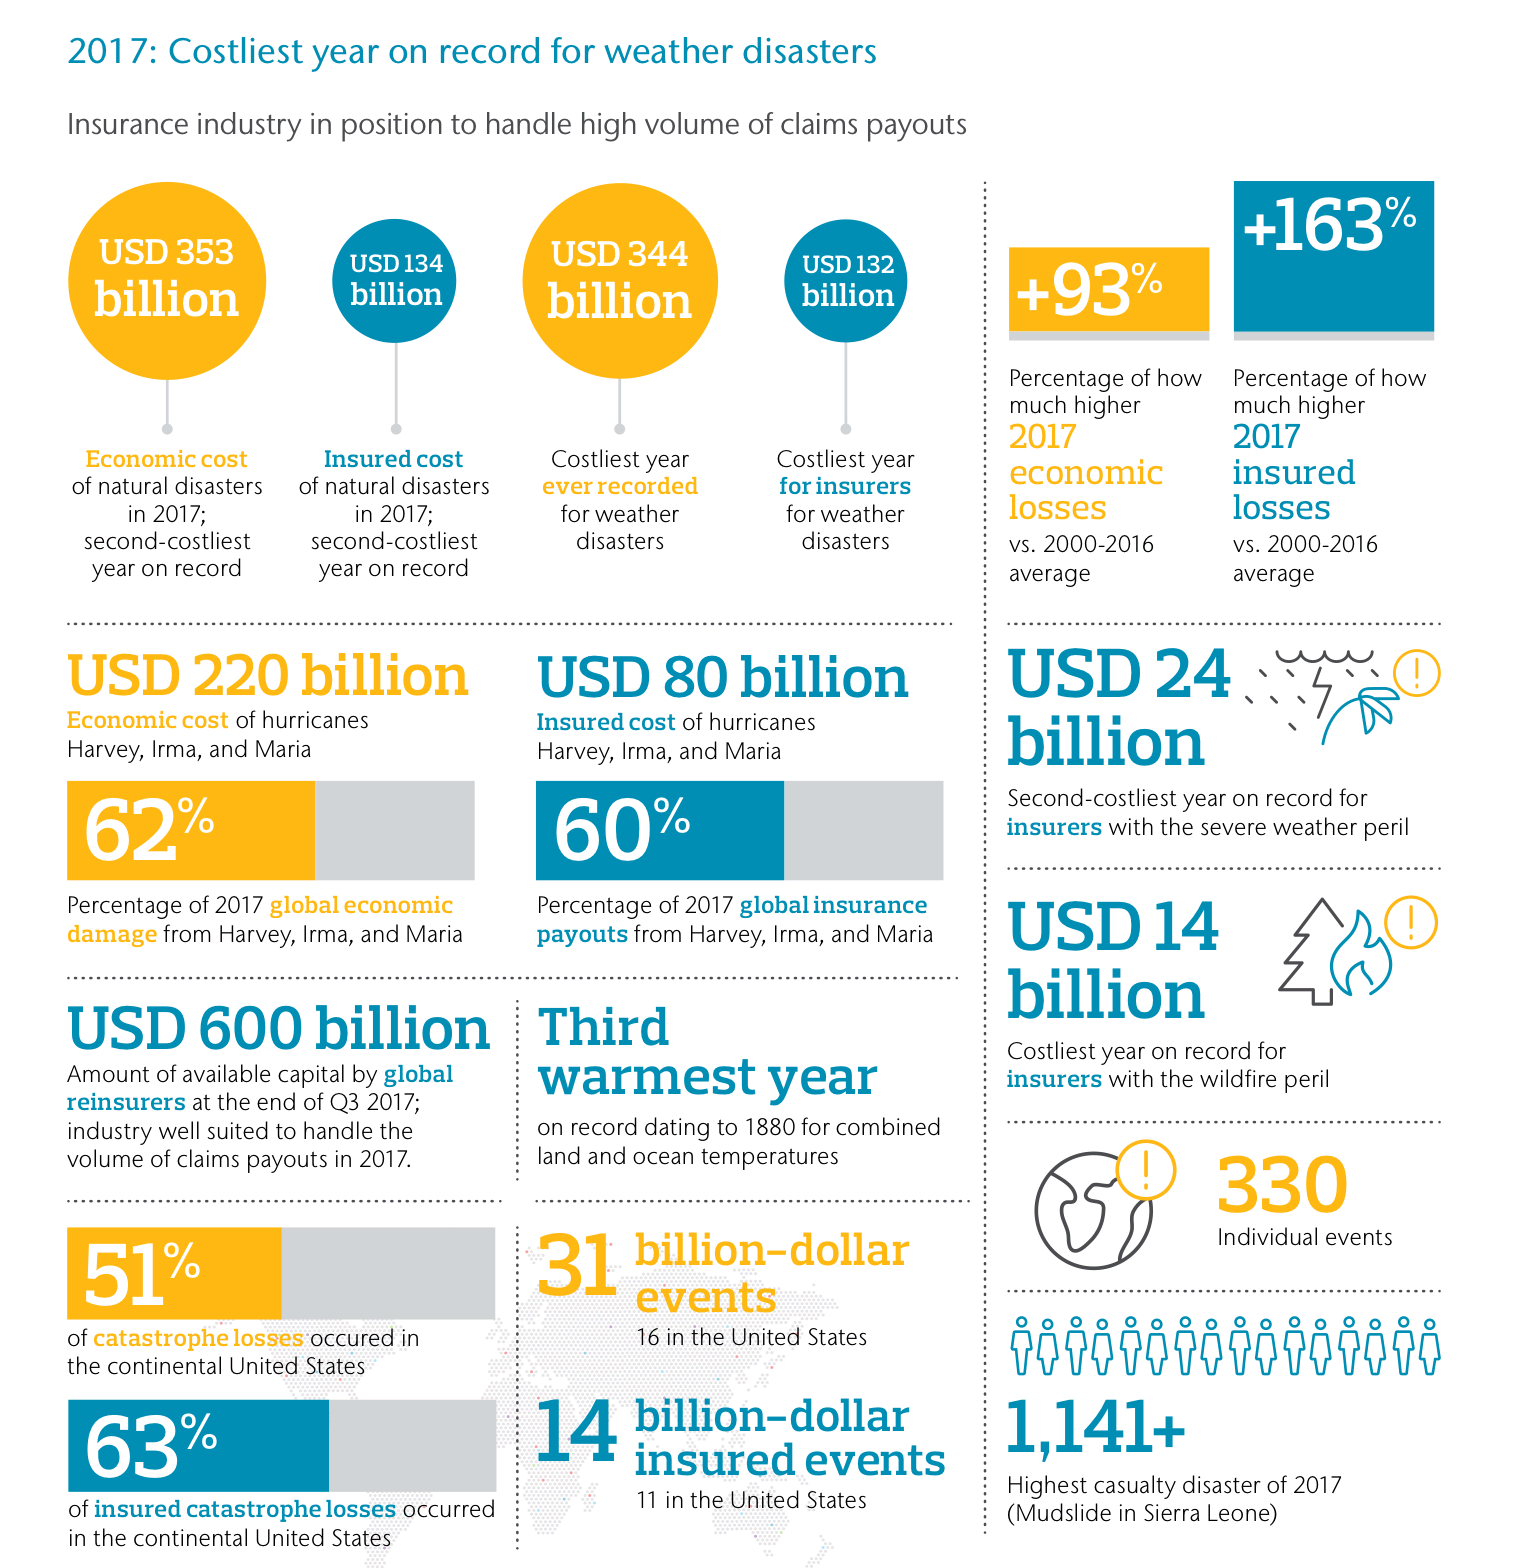 2017: Costliest year on record for weather disasters
Insurance industry in position to handle high volume of claims payouts
USD 353
billion
Economic cost
of natural disasters
in 2017;
second-costliest
year on record
USD 134
billion
Insured cost
of natural disasters
in 2017;
second-costliest
year on record
USD 344
billion
Costliest year
ever recorded
for weather
disasters
USD 132
billion
Costliest year
for insurers
for weather
disasters
+93%
Percentage of how
much higher
2017
economic
losses
vs. 2000-2016
average
+163%
Percentage of how
much higher
2017
insured
losses
vs. 2000-2016
average
USD 220 billion
Economic cost of hurricanes
Harvey, Irma, and Maria
62%
Percentage of 2017 global economic
damage from Harvey, Irma, and Maria
USD 80 billion
Insured cost of hurricanes
Harvey, Irma, and Maria
60%
Percentage of 2017 global insurance
payouts from Harvey, Irma, and Maria
USD 24
billion
Second-costliest year on record for
insurers with the severe weather peril
USD 14
billion
Costliest year on record for
insurers with the wildfire peril
USD 600 billion
Amount of available capital by global
reinsurers at the end of Q3 2017;
industry well suited to handle the
volume of claims payouts in 2017.
Third
warmest year
on record dating to 1880 for combined
land and ocean temperatures
330
Individual events
51%
of catastrophe losses occured in
the continental United States
63%
of insured catastrophe losses occurred
in the continental United States
31 billion-dollar
events
16 in the United States
14 billion-dollar
insured events
11 in the United States
1,141+
Highest casualty disaster of 2017
(Mudslide in Sierra Leone)